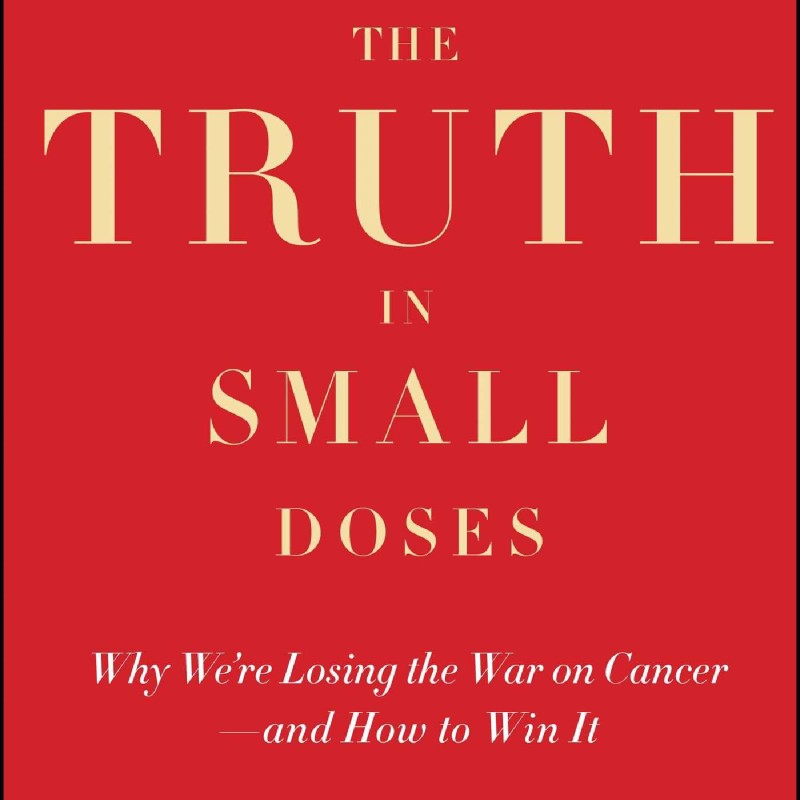 THE
TRUTH
IN
SMALL
DOSES
Why We're Losing the War on Cancer
—and How to Win It